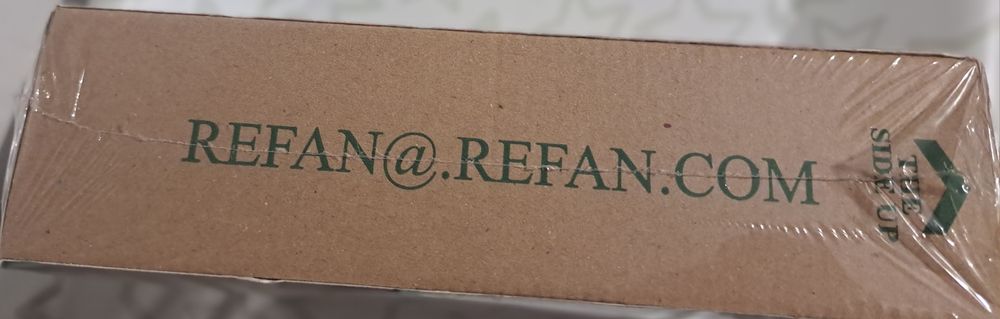 REFAN@.REFAN.COM
THE
SIDE UP